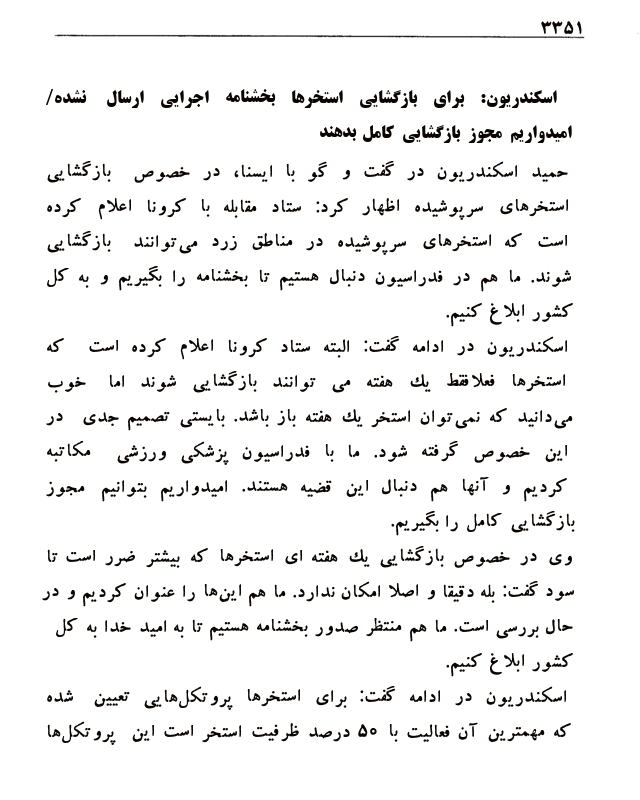 ۳۳۵۱
اسکندریون: برای بازگشایی استخرها بخشنامه اجرایی ارسال نشده/
امیدواریم مجوز بازگشایی کامل بدهند
حمید اسکندریون در گفت و گو با ایسنا، در خصوص بازگشایی
استخرهای سرپوشیده اظهار کرد: ستاد مقابله با کرونا اعلام کرده
است که استخرهای سرپوشیده در مناطق زرد می‌توانند بازگشایی
شوند. ما هم در فدراسیون دنبال هستیم تا بخشنامه را بگیریم و به کل
کشور ابلاغ کنیم.
اسکندریون در ادامه گفت: البته ستاد کرونا اعلام کرده است که
استخرها فعلافقط یك هفته می توانند بازگشایی شوند اما خوب
می‌دانید که نمی‌توان استخر یك هفته باز باشد. بایستی تصمیم جدی در
این خصوص گرفته شود. ما با فدراسیون پزشکی ورزشی مکاتبه
کردیم و آنها هم دنبال این قضیه هستند. امیدواریم بتوانیم مجوز
بازگشایی کامل را بگیریم.
وی در خصوص بازگشایی یك هفته ای استخرها که بیشتر ضرر است تا
سود گفت: بله دقیقا و اصلا امکان ندارد. ما هم این‌ها را عنوان کردیم و در
حال بررسی است. ما هم منتظر صدور بخشنامه هستیم تا به امید خدا به کل
کشور ابلاغ کنیم.
اسکندریون در ادامه گفت: برای استخرها پروتکل‌هایی تعیین شده
که مهمترین آن فعالیت با ۵۰ درصد ظرفیت استخر است این پروتکل‌ها